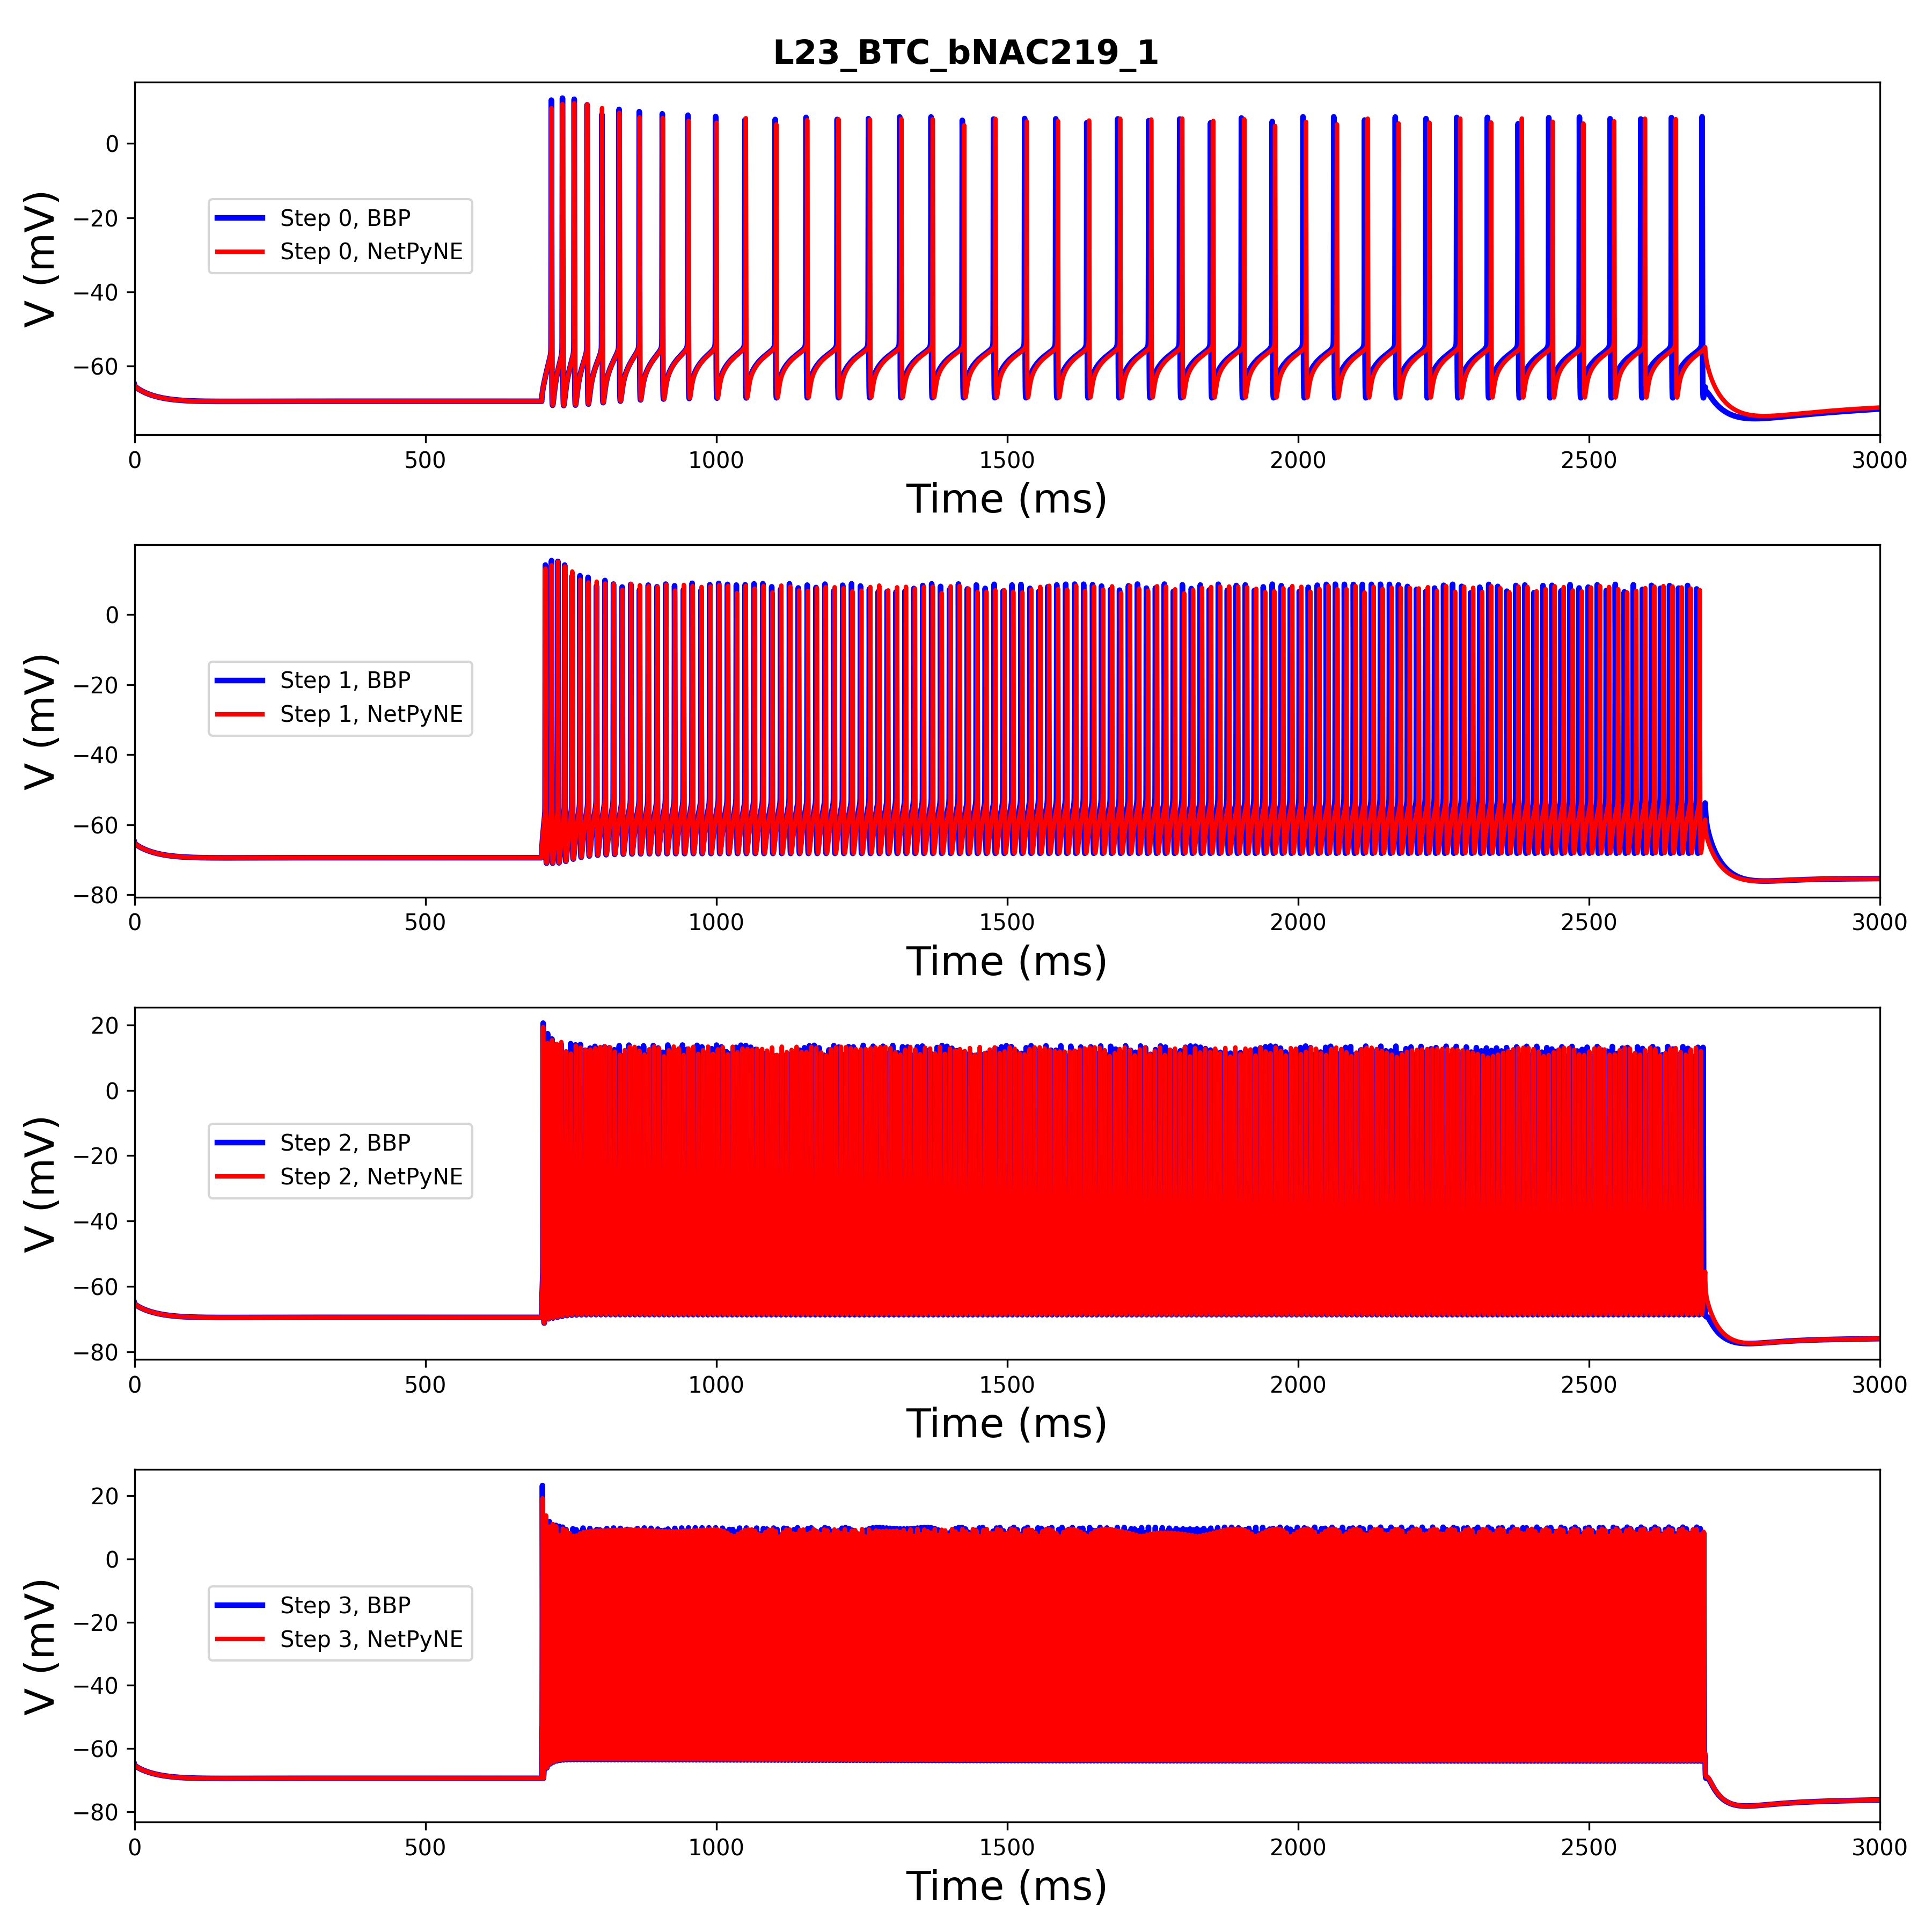 L23_BTC_bNAC219_1
V (mV)
0
−20
−40
−60
Step 0, BBP
Step 0, NetPyNE
0 500 1000 1500 2000 2500 3000
Time (ms)
V (mV)
0
−20
−40
−60
−80
Step 1, BBP
Step 1, NetPyNE
0 500 1000 1500 2000 2500 3000
Time (ms)
V (mV)
20
0
−20
−40
−60
−80
Step 2, BBP
Step 2, NetPyNE
0 500 1000 1500 2000 2500 3000
Time (ms)
V (mV)
20
0
−20
−40
−60
−80
Step 3, BBP
Step 3, NetPyNE
0 500 1000 1500 2000 2500 3000
Time (ms)